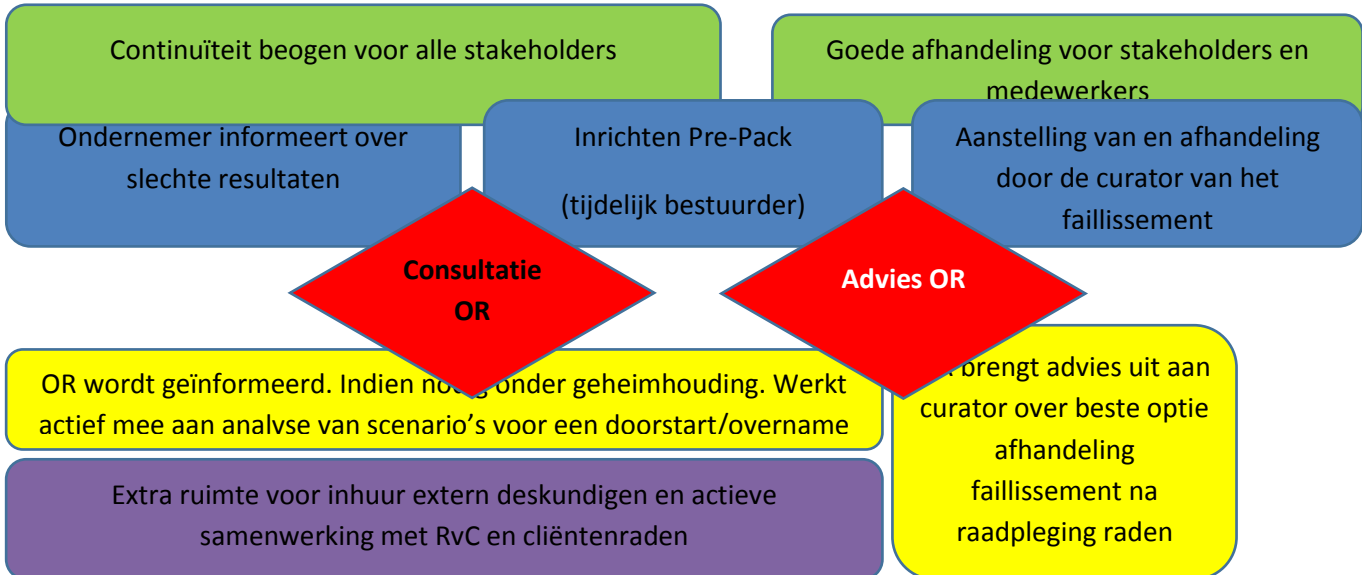 Continuïteit beogen voor alle stakeholders
Goede afhandeling voor stakeholders en
medewerkers
Ondernemer informeert over
slechte resultaten
Inrichten Pre-Pack
(tijdelijk bestuurder)
Aanstelling van en afhandeling
door de curator van het
faillissement
Consultatie
OR
Advies OR
OR wordt geïnformeerd. Indien onder geheimhouding. Werkt
actief mee aan analyse van scenario’s voor een doorstart/overname
brengt advies uit aan
curator over beste optie
afhandeling
faillissement na
raadpleging raden
Extra ruimte voor inhuur extern deskundigen en actieve
samenwerking met RvC en cliëntenraden